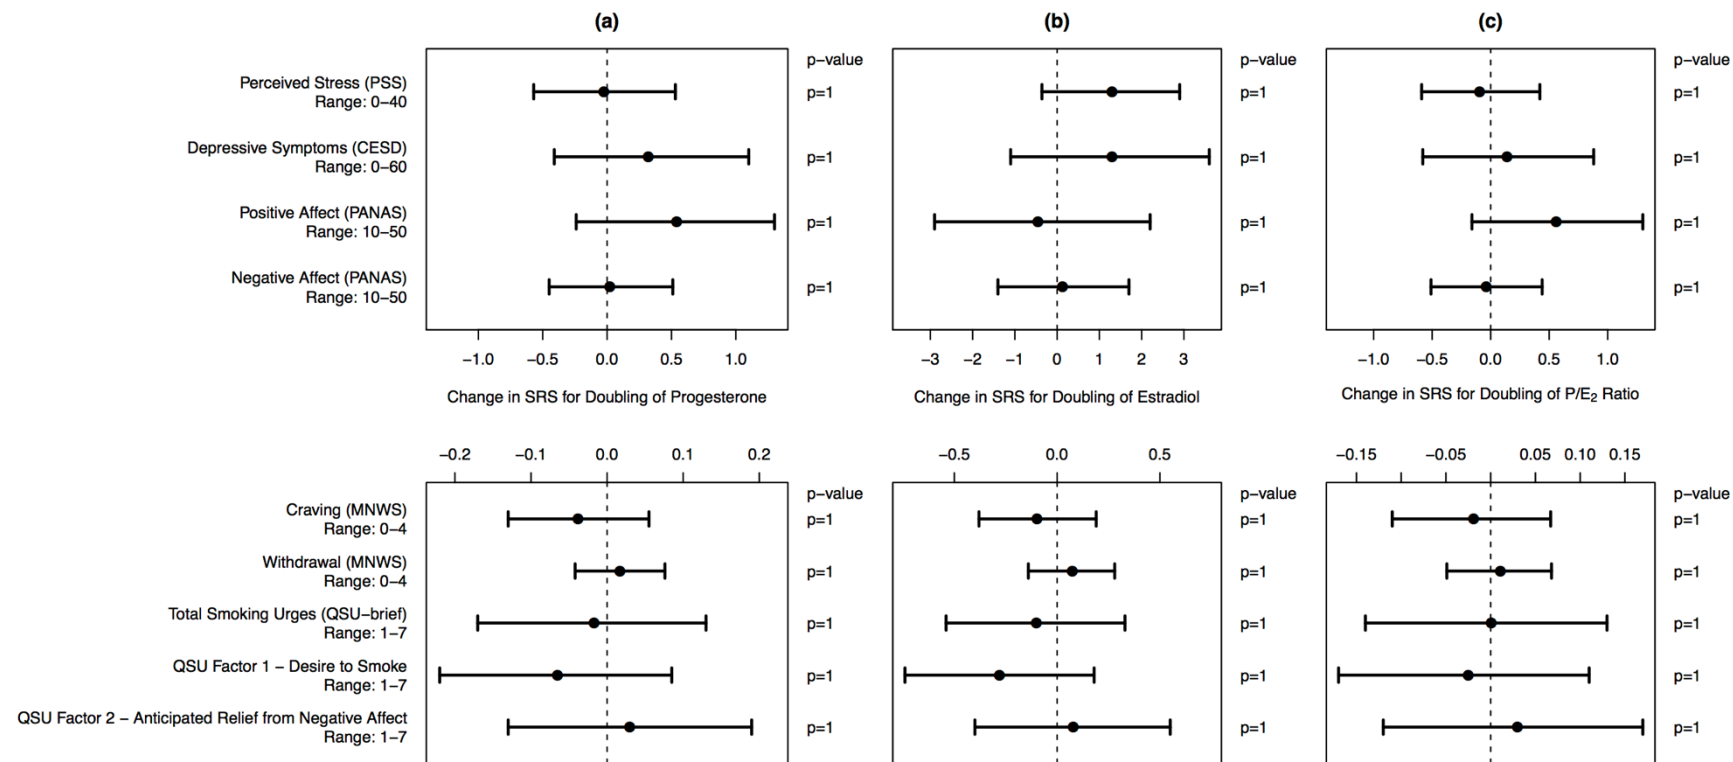 (a)
(b)
(c)
p−value
p−value
p−value
Perceived Stress (PSS)
Range: 0−40
p=1
p=1
p=1
Depressive Symptoms (CESD)
Range: 0−60
p=1
p=1
p=1
Positive Affect (PANAS)
Range: 10−50
p=1
p=1
p=1
Negative Affect (PANAS)
Range: 10−50
p=1
p=1
p=1
−1.0 −0.5 0.0 0.5 1.0
−3 −2 −1 0 1 2 3
−1.0 −0.5 0.0 0.5 1.0
Change in SRS for Doubling of Progesterone
Change in SRS for Doubling of Estradiol
Change in SRS for Doubling of P/E₂ Ratio
−0.2 −0.1 0.0 0.1 0.2
−0.5 0.0 0.5
−0.15 −0.05 0.05 0.10 0.15
p−value
p−value
p−value
Craving (MNWS)
Range: 0−4
p=1
p=1
p=1
Withdrawal (MNWS)
Range: 0−4
p=1
p=1
p=1
Total Smoking Urges (QSU−brief)
Range: 1−7
p=1
p=1
p=1
QSU Factor 1 − Desire to Smoke
Range: 1−7
p=1
p=1
p=1
QSU Factor 2 − Anticipated Relief from Negative Affect
Range: 1−7
p=1
p=1
p=1